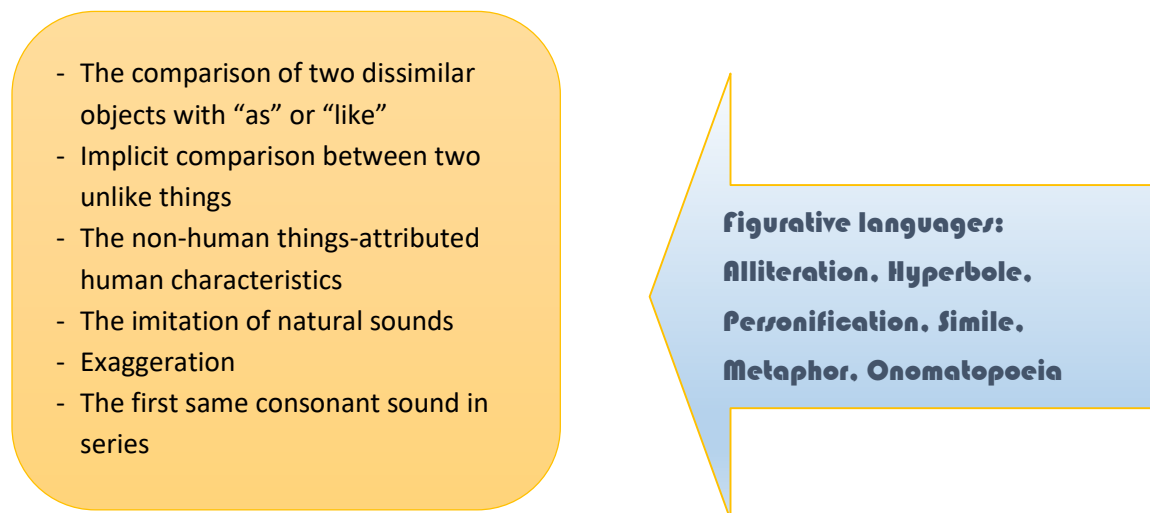 - The comparison of two dissimilar
objects with “as” or “like”
- Implicit comparison between two
unlike things
- The non-human things-attributed
human characteristics
- The imitation of natural sounds
- Exaggeration
- The first same consonant sound in
series
Figurative languages:
Alliteration, Hyperbole,
Personification, Simile,
Metaphor, Onomatopoeia